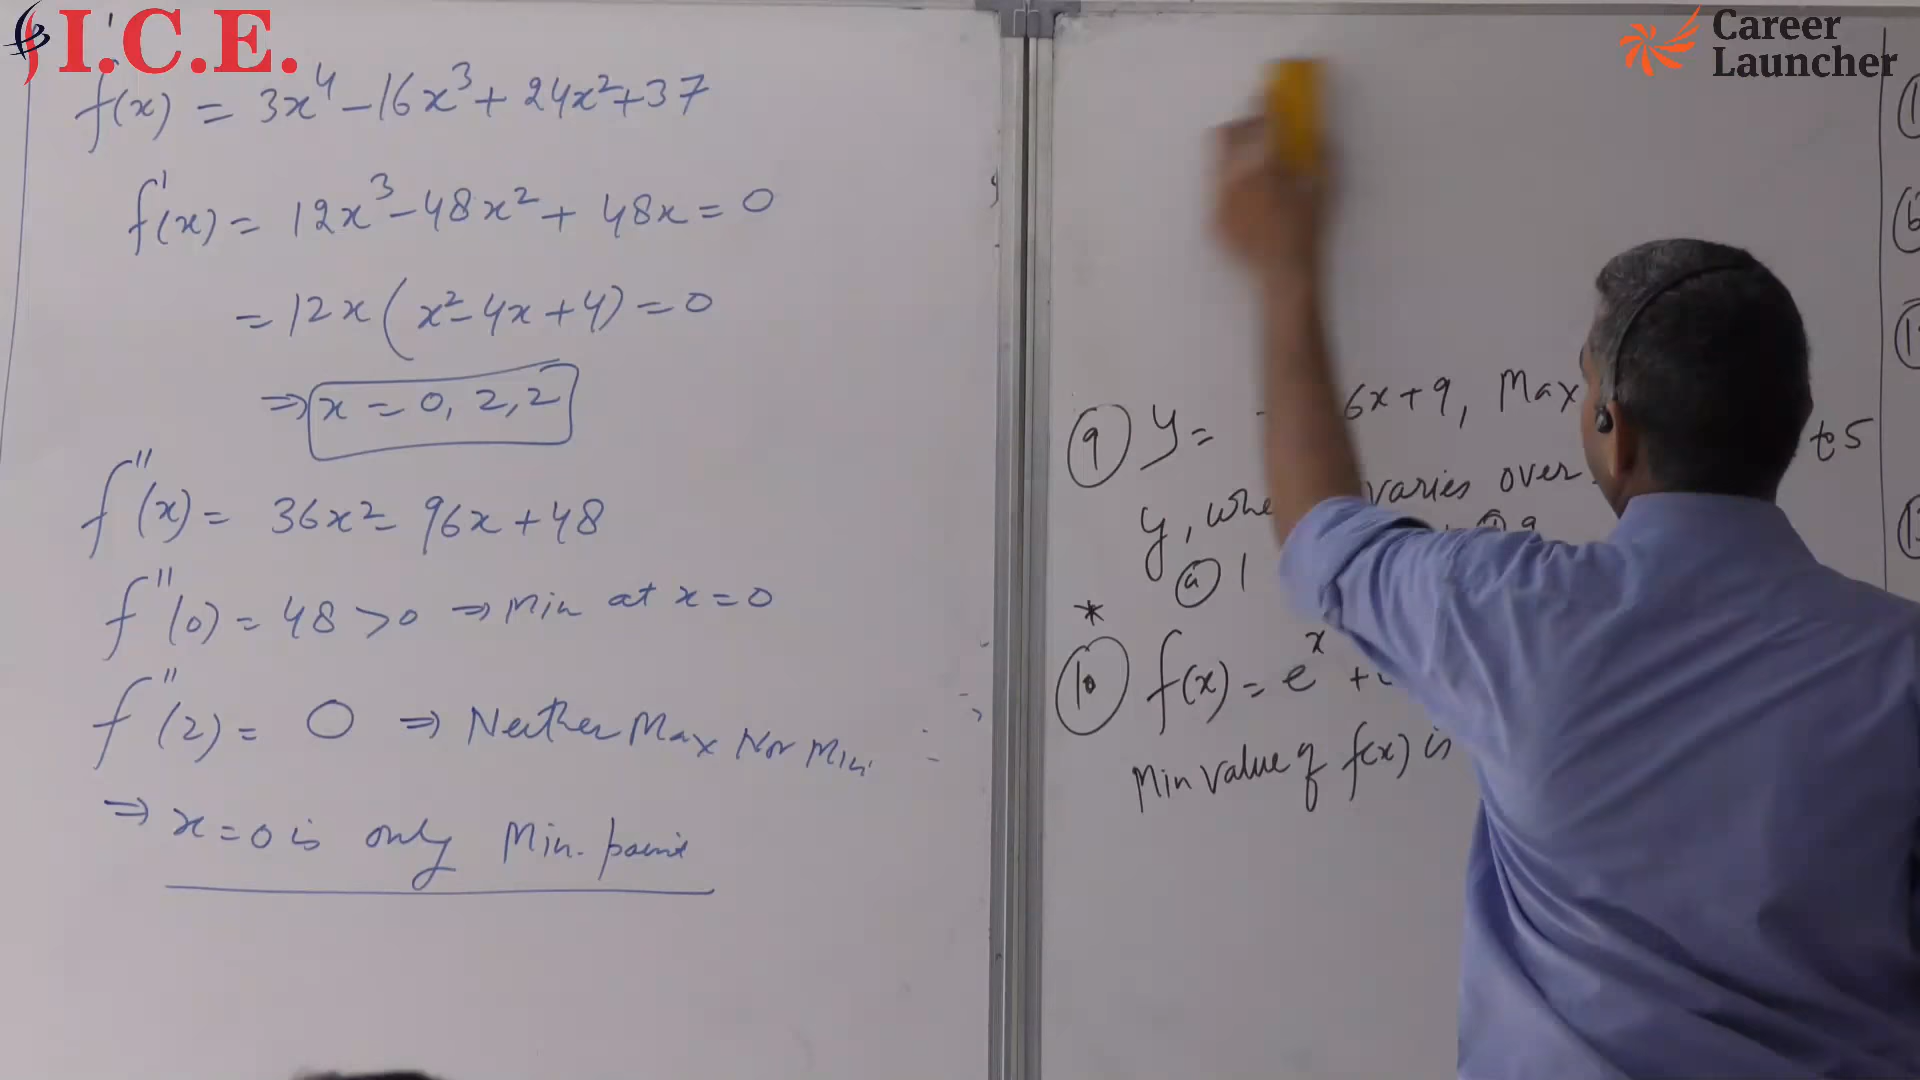 I.C.E.
f(x) = 3x⁴ - 16x³ + 24x² + 37
f'(x) = 12x³ - 48x² + 48x = 0
= 12x(x² - 4x + 4) = 0
⇒ x = 0, 2, 2
f''(x) = 36x² - 96x + 48
f''(0) = 48 > 0 ⇒ Min at x = 0
f''(2) = 0 ⇒ Neither Max Nor Min.
⇒ x = 0 is only Min. point
Career
Launcher
9 y = 6x + 9, Max
to 5
y, varies over
a 1
*
10 f(x) = eˣ +
Min value of f(x) is